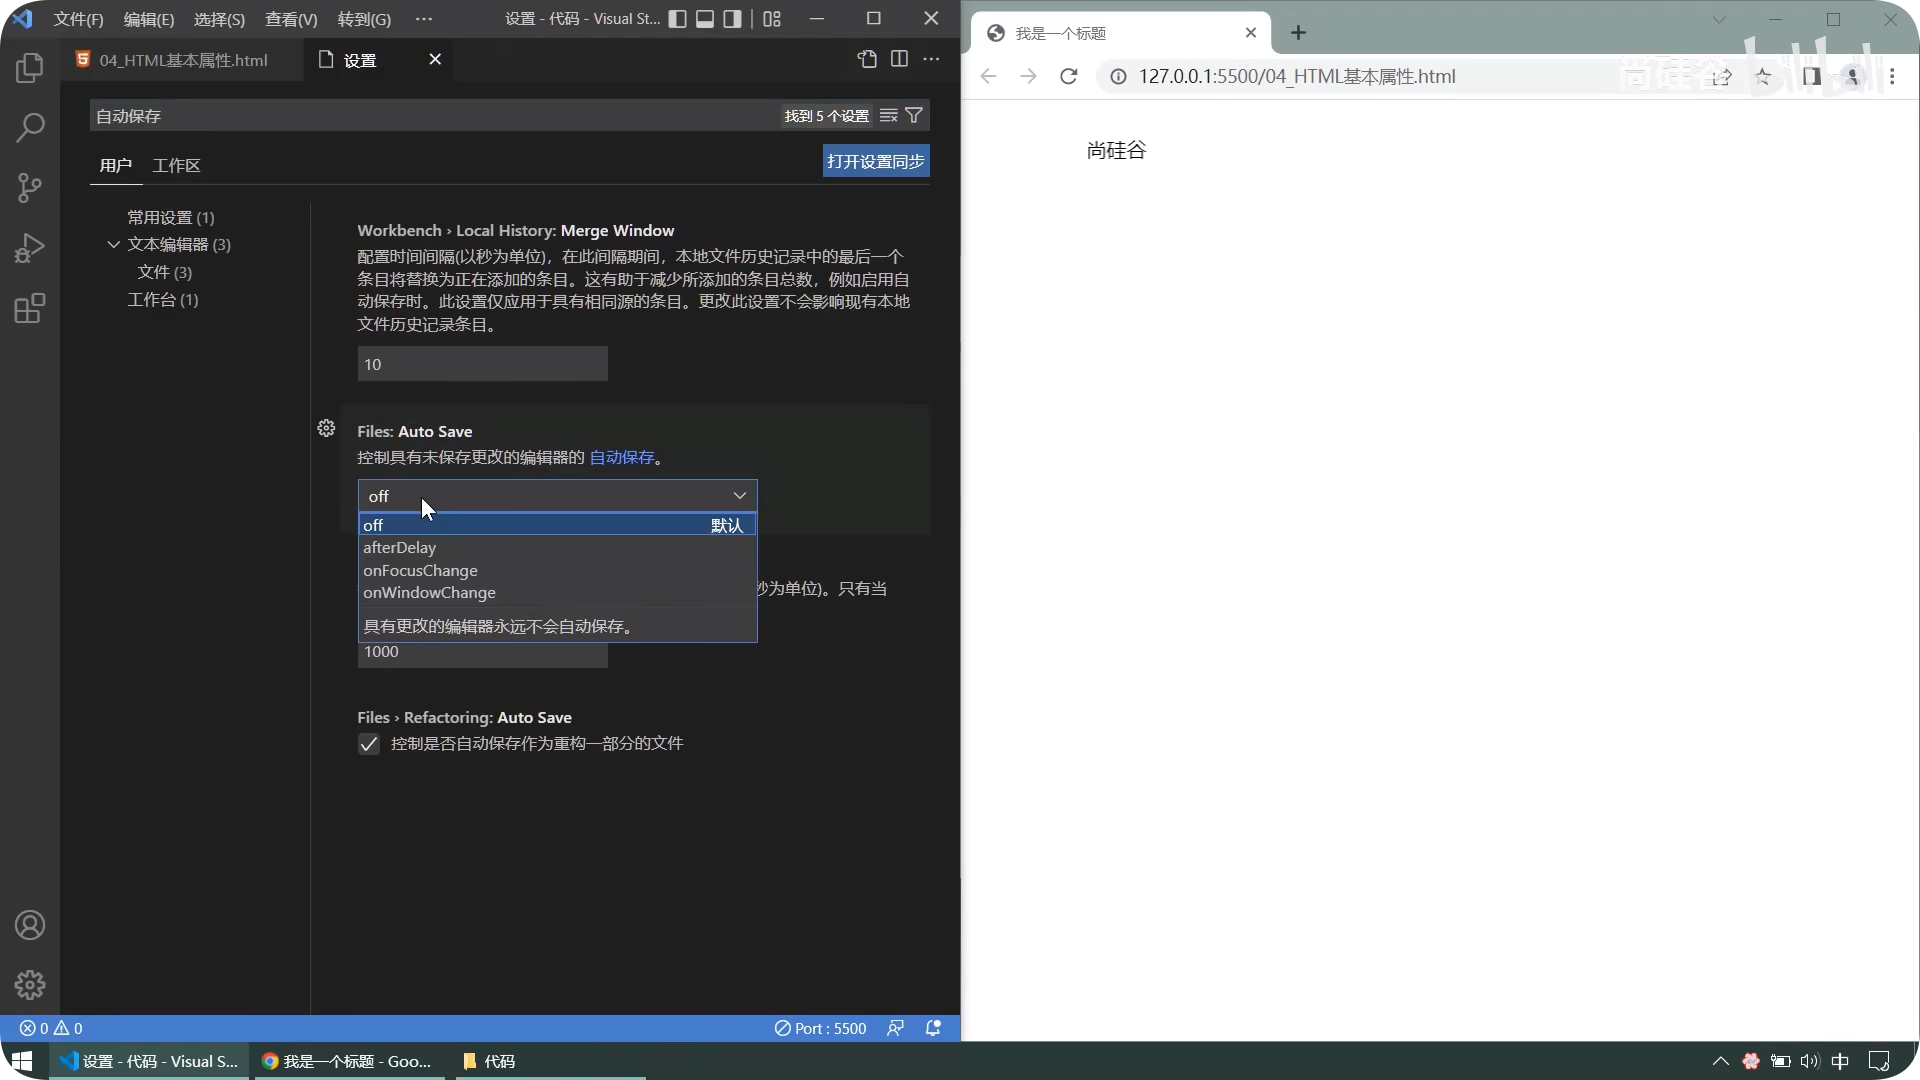 文件(F) 编辑(E) 选择(S) 查看(V) 转到(G) ··· 设置 - 代码 - Visual St...
04_HTML基本属性.html 设置
自动保存 找到 5 个设置
用户 工作区 打开设置同步
常用设置 (1)
文本编辑器 (3)
文件 (3)
工作台 (1)
Workbench › Local History: Merge Window
配置时间间隔(以秒为单位)，在此间隔期间，本地文件历史记录中的最后一个
条目将替换为正在添加的条目。这有助于减少所添加的条目总数，例如启用自
动保存时。此设置仅应用于具有相同源的条目。更改此设置不会影响现有本地
文件历史记录条目。
10
Files: Auto Save
控制具有未保存更改的编辑器的 自动保存。
off
off 默认
afterDelay
onFocusChange
onWindowChange
秒为单位)。只有当
具有更改的编辑器永远不会自动保存。
1000
Files › Refactoring: Auto Save
控制是否自动保存作为重构一部分的文件
0 0 Port : 5500
我是一个标题
127.0.0.1:5500/04_HTML基本属性.html
尚硅谷 bilibili
尚硅谷
设置 - 代码 - Visual S... 我是一个标题 - Goo... 代码 中